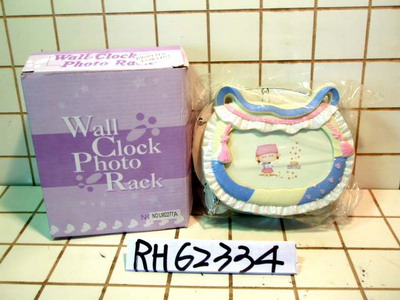 Wall Clock
Photo Rack
Wall
Clock
Photo
Rack
RH62334